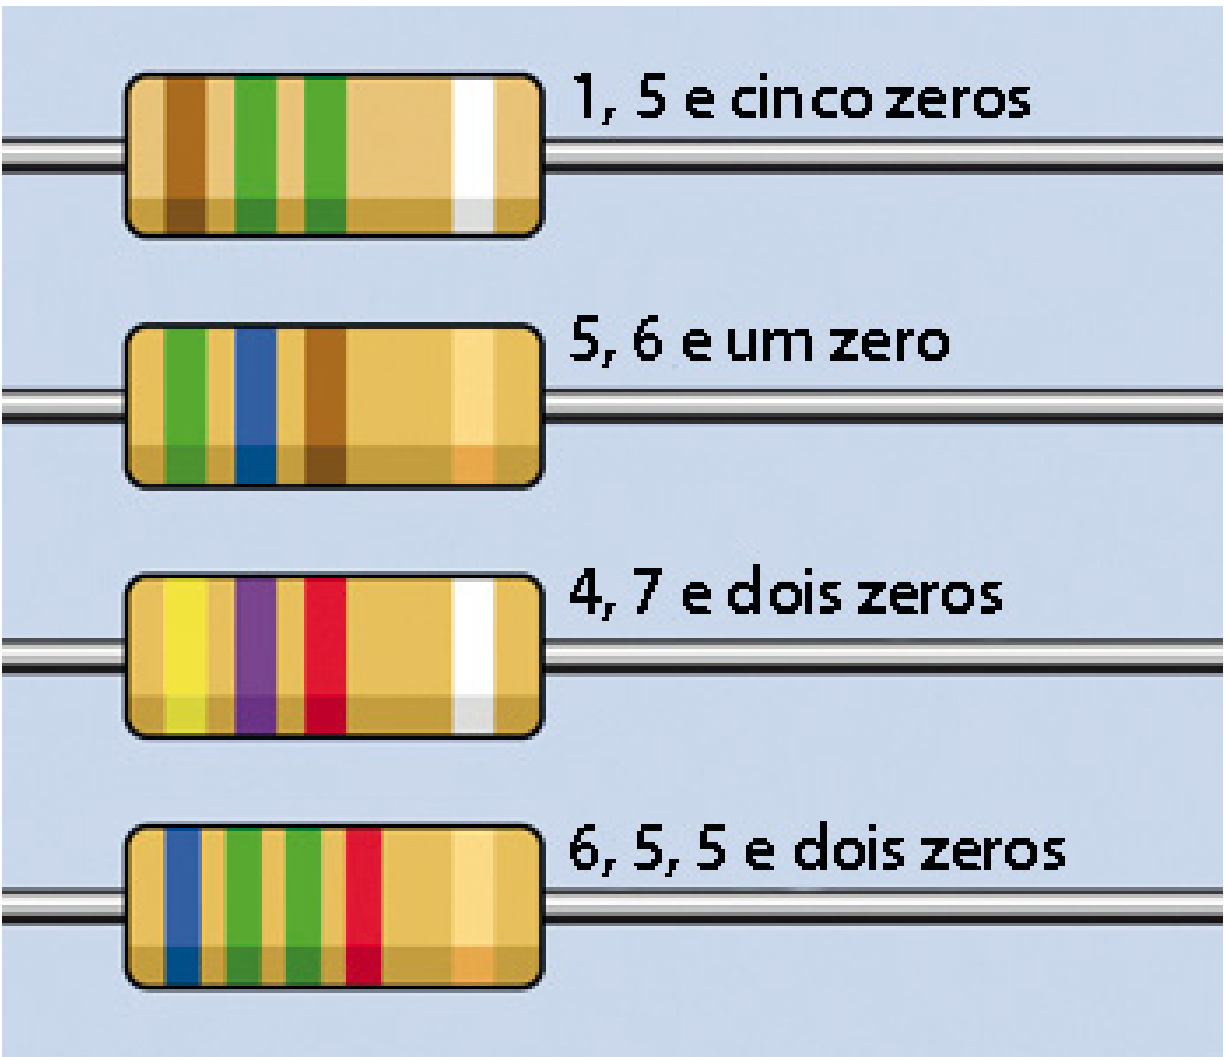 1, 5 e cinco zeros
5, 6 e um zero
4, 7 e dois zeros
6, 5, 5 e dois zeros